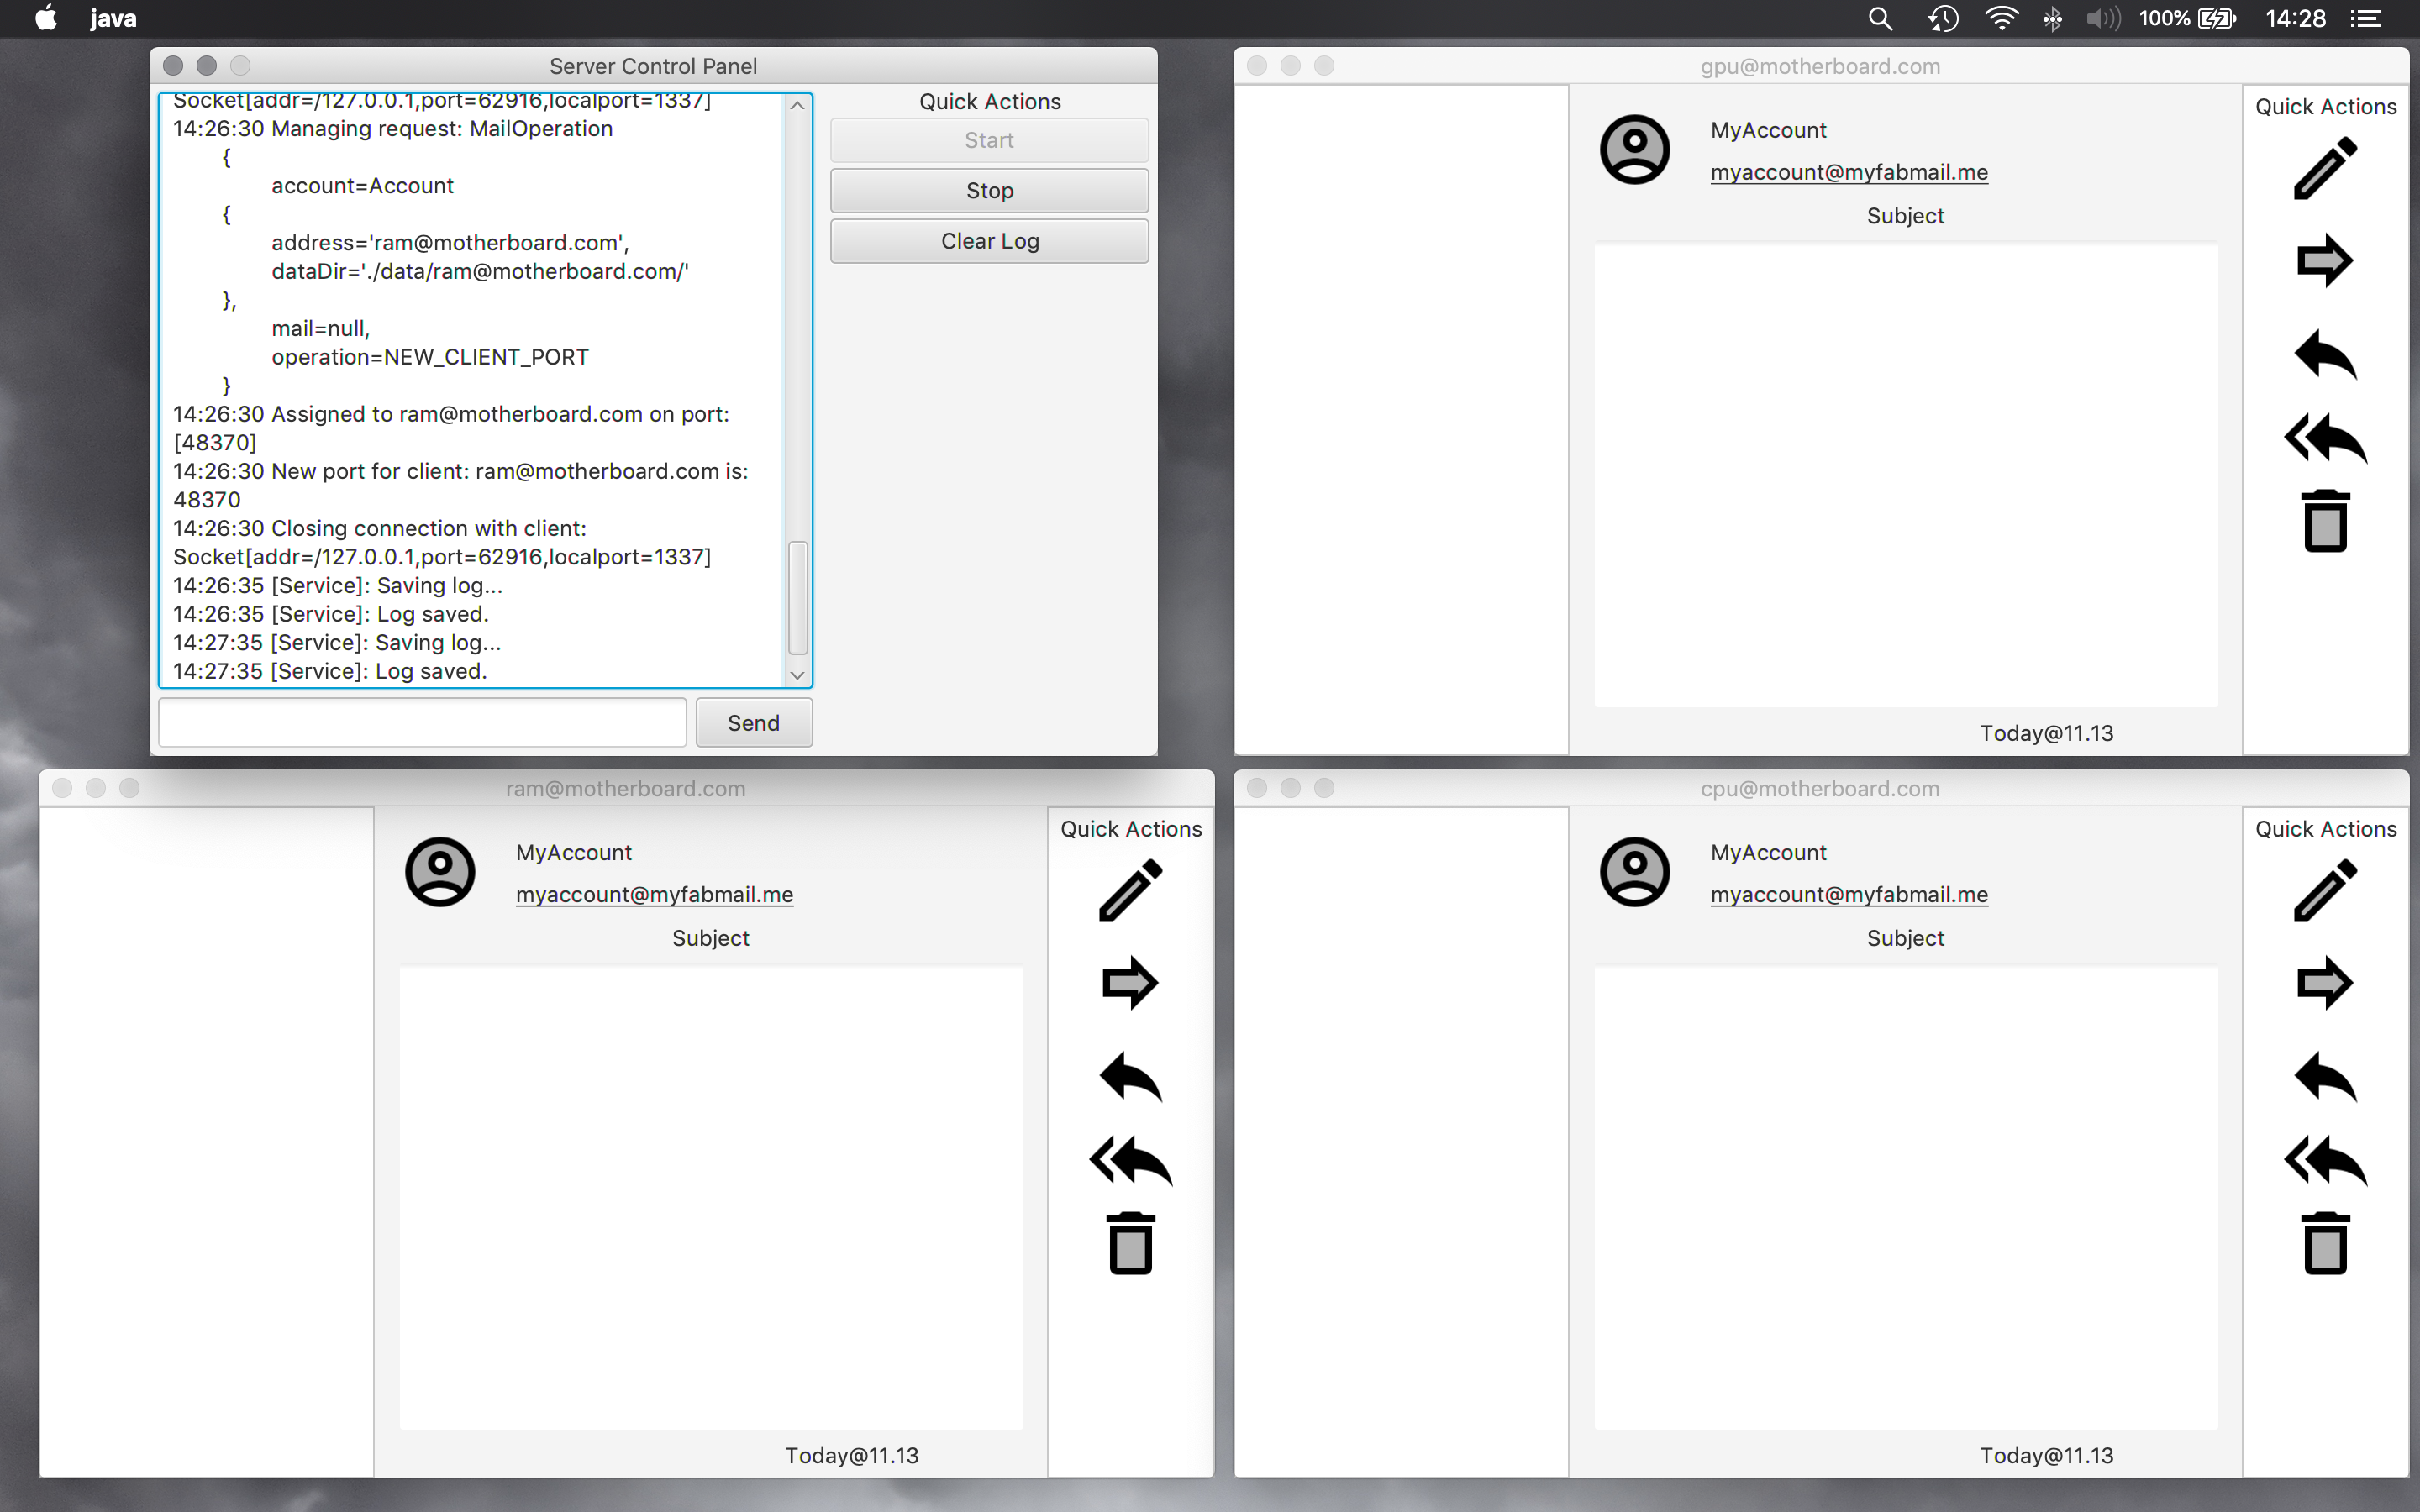 java
100%
14:28
Server Control Panel
Socket[addr=/127.0.0.1,port=62916,localport=1337]
14:26:30 Managing request: MailOperation
{
account=Account
{
address='ram@motherboard.com',
dataDir='./data/ram@motherboard.com/'
},
mail=null,
operation=NEW_CLIENT_PORT
}
14:26:30 Assigned to ram@motherboard.com on port:
[48370]
14:26:30 New port for client: ram@motherboard.com is:
48370
14:26:30 Closing connection with client:
Socket[addr=/127.0.0.1,port=62916,localport=1337]
14:26:35 [Service]: Saving log...
14:26:35 [Service]: Log saved.
14:27:35 [Service]: Saving log...
14:27:35 [Service]: Log saved.
Send
Quick Actions
Start
Stop
Clear Log
gpu@motherboard.com
MyAccount
myaccount@myfabmail.me
Subject
Today@11.13
Quick Actions
ram@motherboard.com
MyAccount
myaccount@myfabmail.me
Subject
Today@11.13
Quick Actions
cpu@motherboard.com
MyAccount
myaccount@myfabmail.me
Subject
Today@11.13
Quick Actions